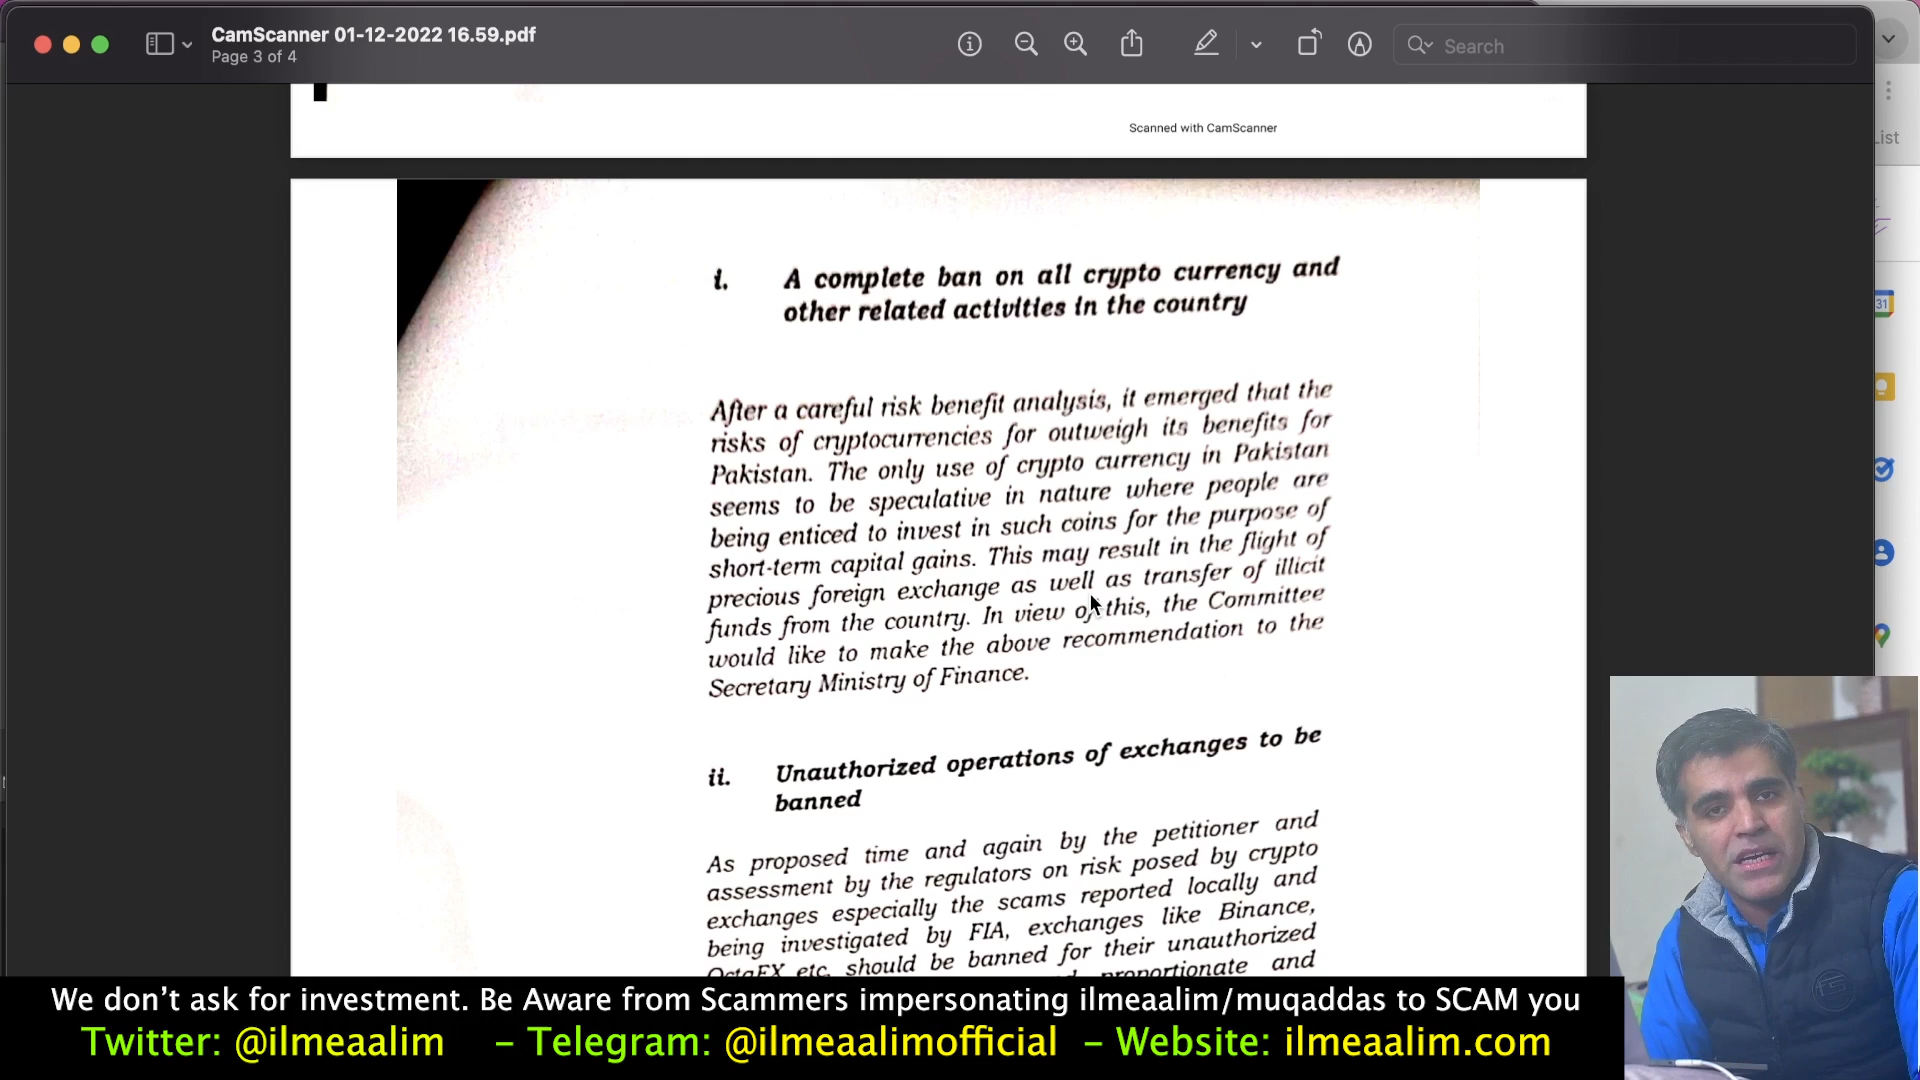 CamScanner 01-12-2022 16.59.pdf
Page 3 of 4
Search
List
Scanned with CamScanner
i. A complete ban on all crypto currency and
other related activities in the country
31
After a careful risk benefit analysis, it emerged that the
risks of cryptocurrencies for outweigh its benefits for
Pakistan. The only use of crypto currency in Pakistan
seems to be speculative in nature where people are
being enticed to invest in such coins for the purpose of
short-term capital gains. This may result in the flight of
precious foreign exchange as well as transfer of illicit
funds from the country. In view of this, the Committee
would like to make the above recommendation to the
Secretary Ministry of Finance.
ii. Unauthorized operations of exchanges to be
banned
As proposed time and again by the petitioner and
assessment by the regulators on risk posed by crypto
exchanges especially the scams reported locally and
being investigated by FIA, exchanges like Binance,
OctaFX etc. should be banned for their unauthorized
proportionate and
We don't ask for investment. Be Aware from Scammers impersonating ilmeaalim/muqaddas to SCAM you
Twitter: @ilmeaalim – Telegram: @ilmeaalimofficial – Website: ilmeaalim.com